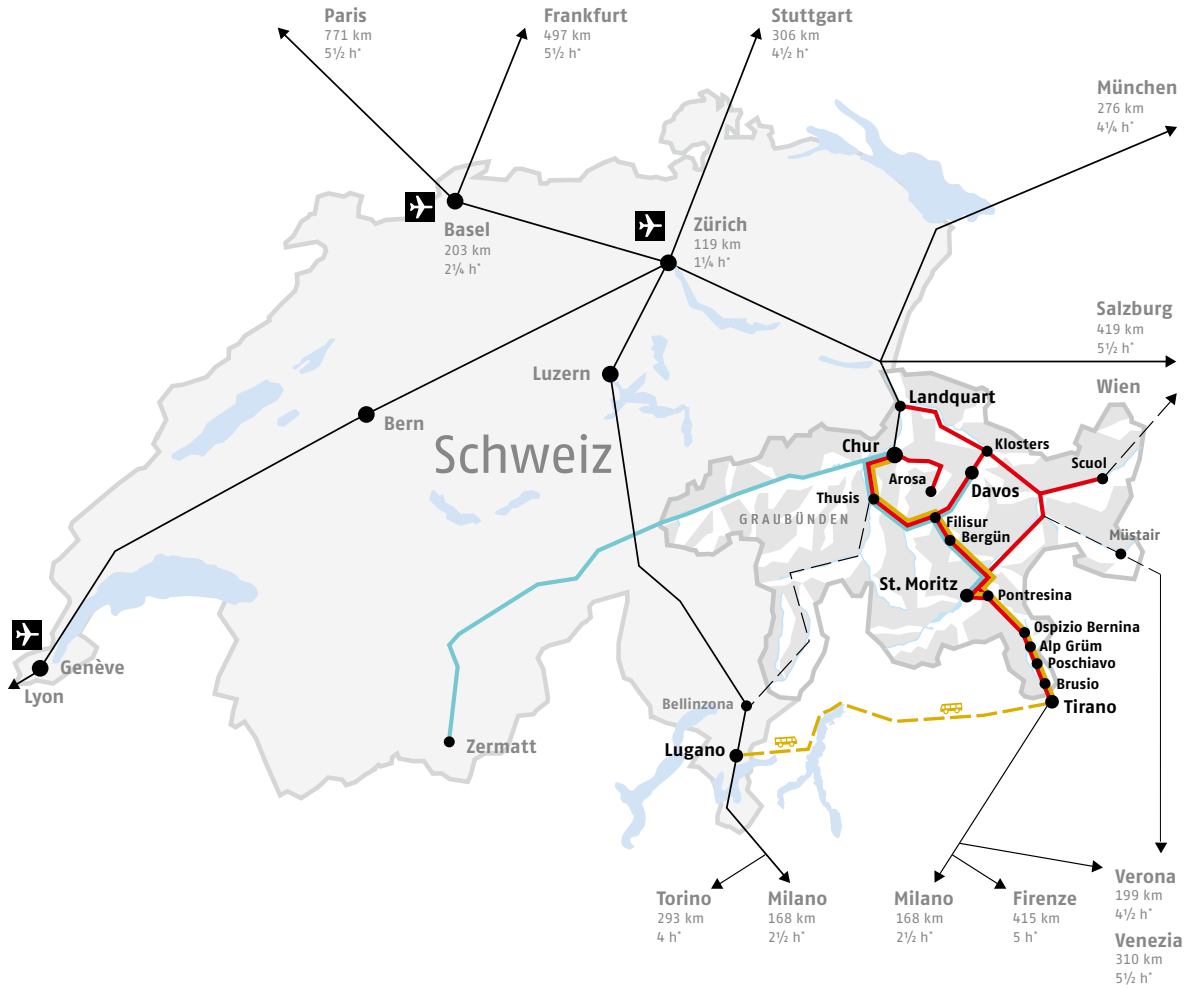 Paris
771 km
5½ h*
Frankfurt
497 km
5½ h*
Stuttgart
306 km
4½ h*
München
276 km
4¼ h*
Basel
203 km
2¼ h*
Zürich
119 km
1¼ h*
Salzburg
419 km
5½ h*
Wien
Luzern
Bern
Schweiz
Landquart
Chur
Klosters
Arosa
Scuol
Davos
Thusis
GRAUBÜNDEN
Filisur
Bergün
Müstair
St. Moritz
Pontresina
Ospizio Bernina
Alp Grüm
Poschiavo
Brusio
Tirano
Genève
Lyon
Bellinzona
Zermatt
Lugano
Torino
293 km
4 h*
Milano
168 km
2½ h*
Milano
168 km
2½ h*
Firenze
415 km
5 h*
Verona
199 km
4½ h*
Venezia
310 km
5½ h*